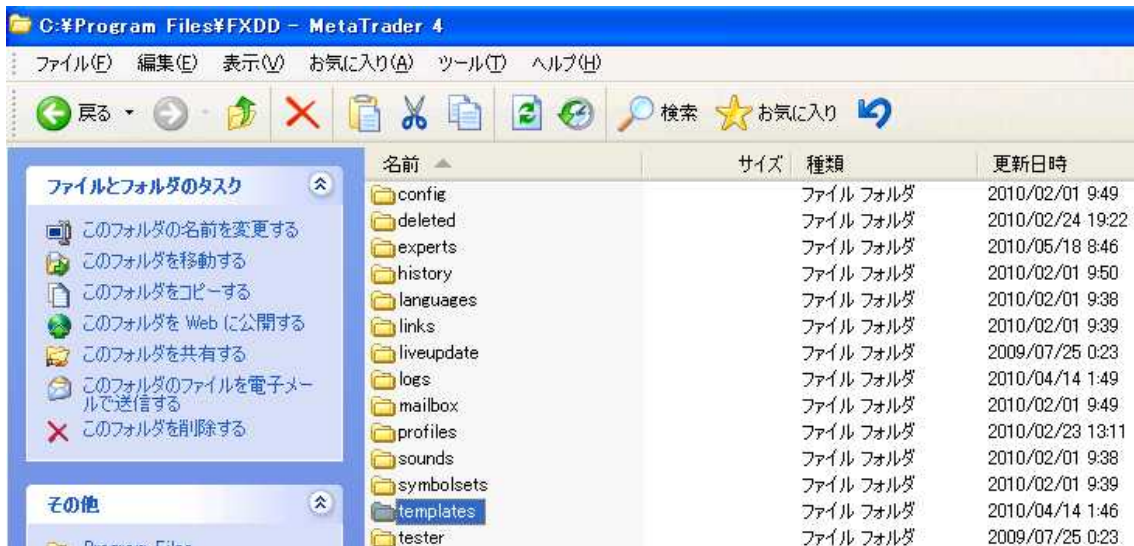 C:¥Program Files¥FXDD - MetaTrader 4
ファイル(F) 編集(E) 表示(V) お気に入り(A) ツール(T) ヘルプ(H)
戻る 検索 お気に入り
ファイルとフォルダのタスク
このフォルダの名前を変更する
このフォルダを移動する
このフォルダをコピーする
このフォルダを Web に公開する
このフォルダを共有する
このフォルダのファイルを電子メー
ルで送信する
このフォルダを削除する
その他
Program Files
名前 サイズ 種類 更新日時
config ファイル フォルダ 2010/02/01 9:49
deleted ファイル フォルダ 2010/02/24 19:22
experts ファイル フォルダ 2010/05/18 8:46
history ファイル フォルダ 2010/02/01 9:50
languages ファイル フォルダ 2010/02/01 9:38
links ファイル フォルダ 2010/02/01 9:39
liveupdate ファイル フォルダ 2009/07/25 0:23
logs ファイル フォルダ 2010/04/14 1:49
mailbox ファイル フォルダ 2010/02/01 9:49
profiles ファイル フォルダ 2010/02/23 13:11
sounds ファイル フォルダ 2010/02/01 9:38
symbolsets ファイル フォルダ 2010/02/01 9:39
templates ファイル フォルダ 2010/04/14 1:46
tester ファイル フォルダ 2009/07/25 0:23